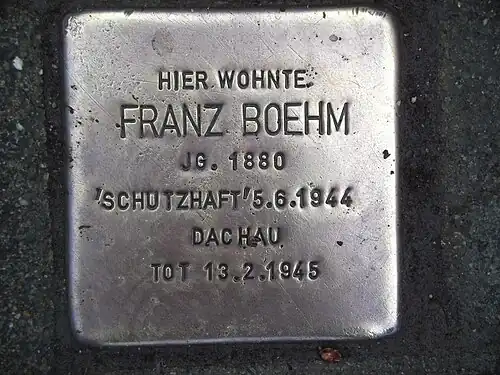 HIER WOHNTE
FRANZ BOEHM
JG. 1880
'SCHUTZHAFT' 5.6.1944
DACHAU
TOT 13.2.1945